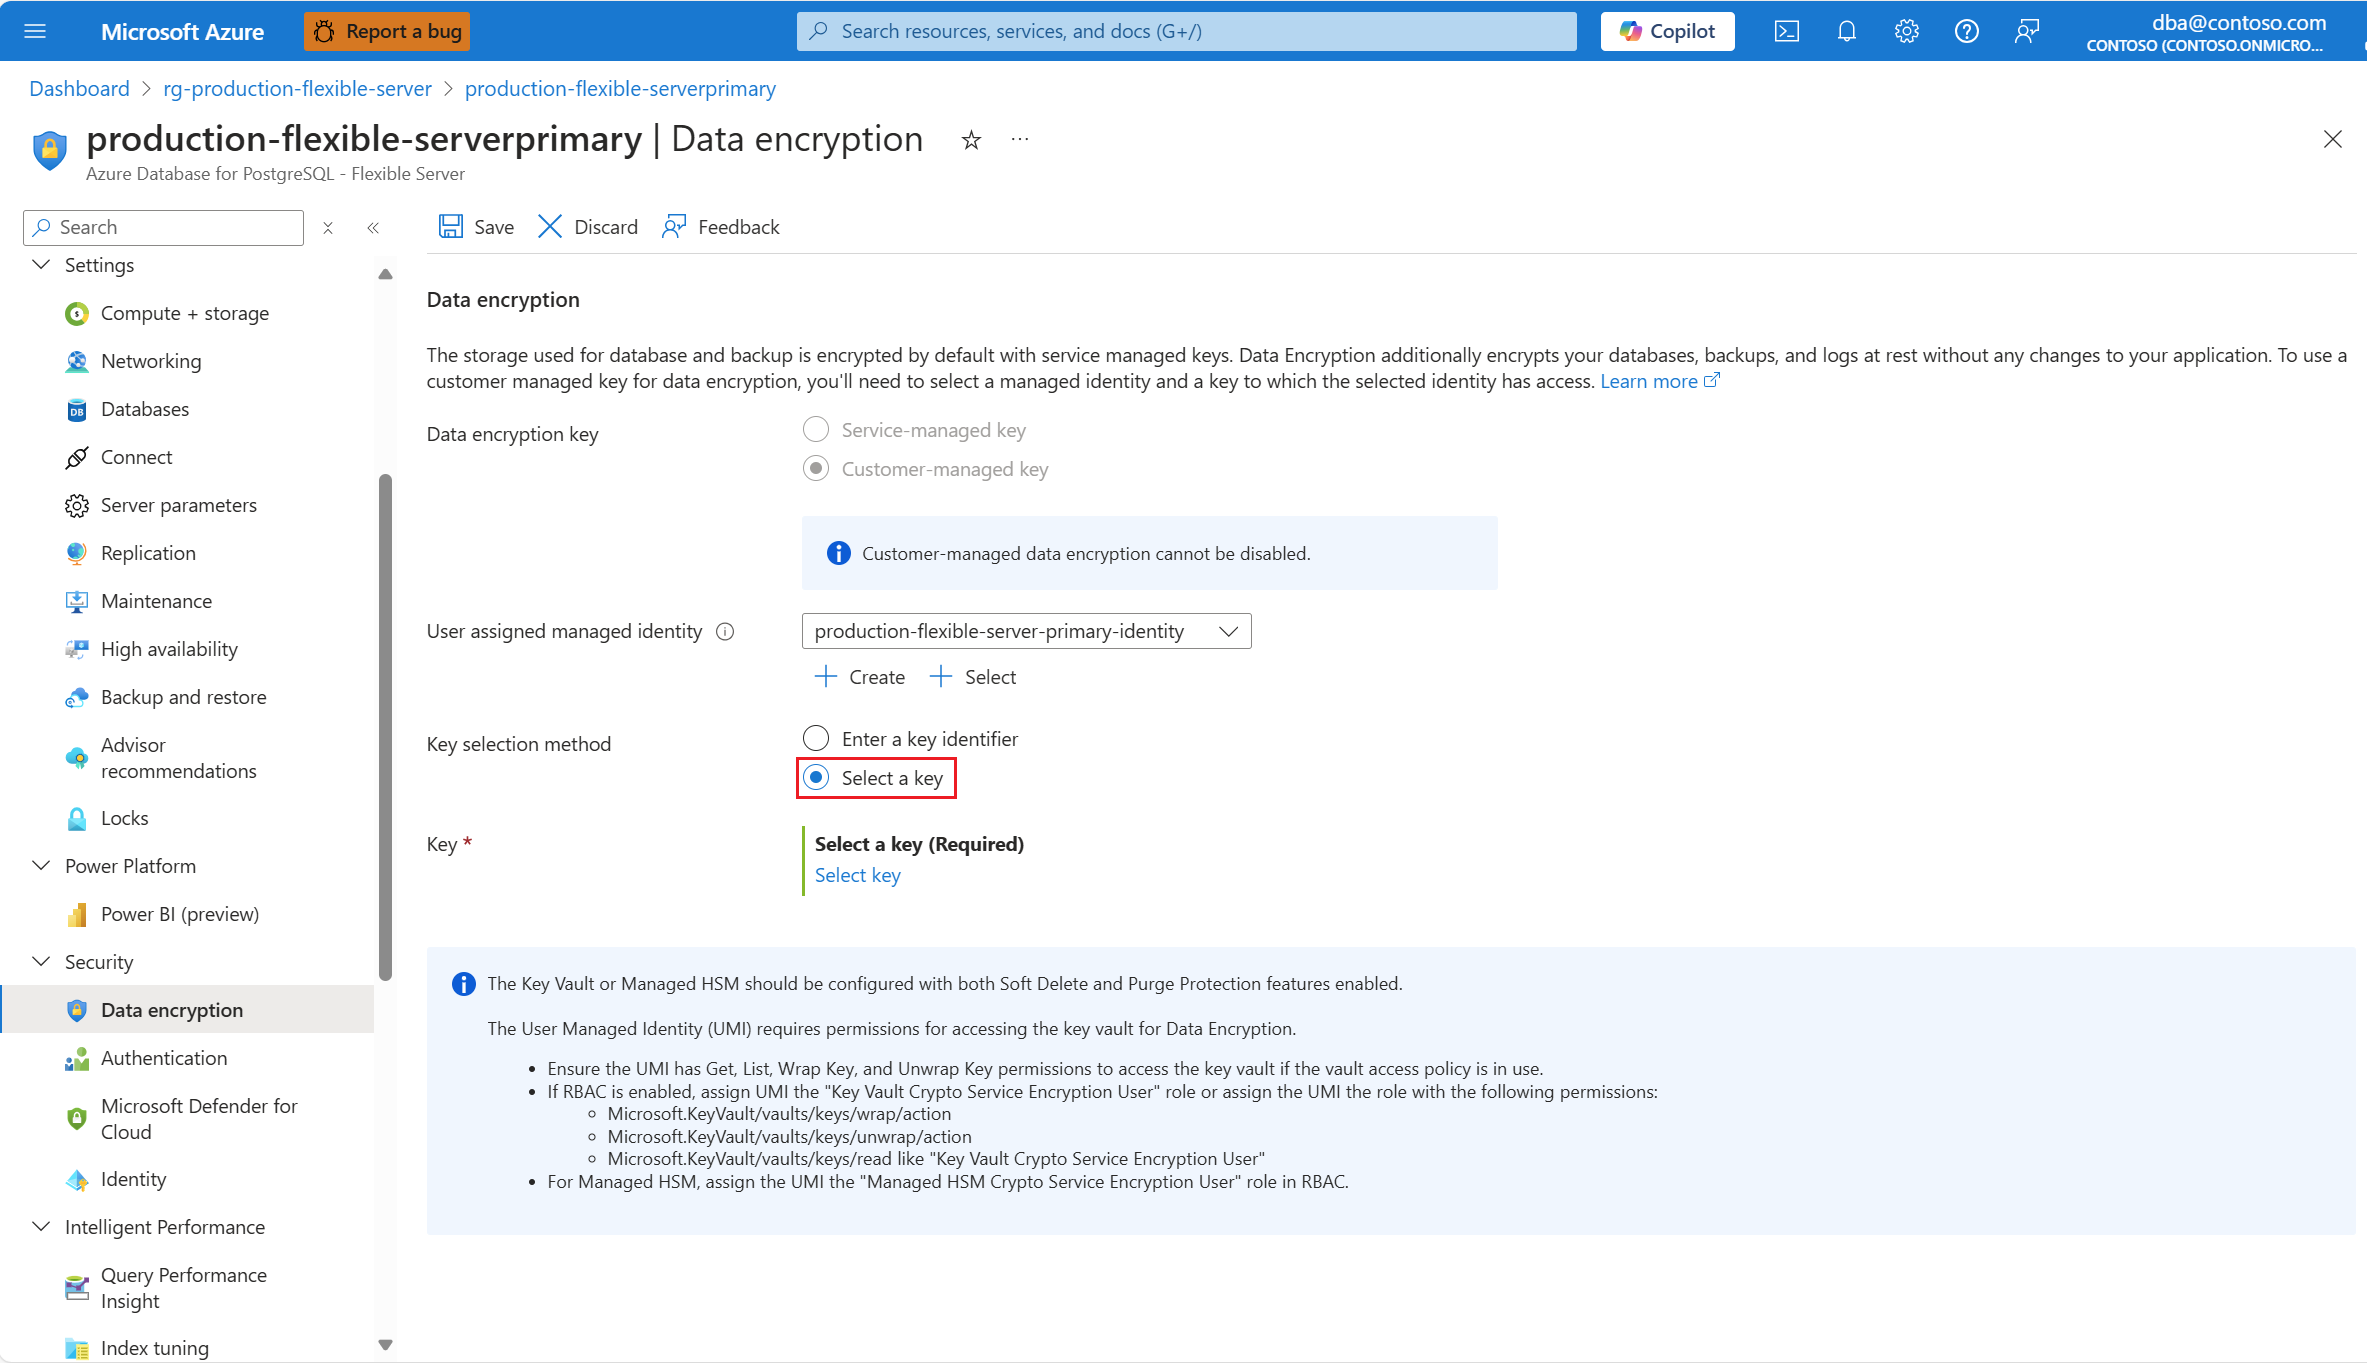 Microsoft Azure
Report a bug
Search resources, services, and docs (G+/)
Copilot
dba@contoso.com
CONTOSO (CONTOSO.ONMICRO...
Dashboard > rg-production-flexible-server > production-flexible-serverprimary
production-flexible-serverprimary | Data encryption
Azure Database for PostgreSQL - Flexible Server
Search
Settings
Compute + storage
Networking
Databases
Connect
Server parameters
Replication
Maintenance
High availability
Backup and restore
Advisor
recommendations
Locks
Power Platform
Power BI (preview)
Security
Data encryption
Authentication
Microsoft Defender for
Cloud
Identity
Intelligent Performance
Query Performance
Insight
Index tuning
Save
Discard
Feedback
Data encryption
The storage used for database and backup is encrypted by default with service managed keys. Data Encryption additionally encrypts your databases, backups, and logs at rest without any changes to your application. To use a
customer managed key for data encryption, you'll need to select a managed identity and a key to which the selected identity has access. Learn more
Data encryption key
Service-managed key
Customer-managed key
Customer-managed data encryption cannot be disabled.
User assigned managed identity
production-flexible-server-primary-identity
Create
Select
Key selection method
Enter a key identifier
Select a key
Key *
Select a key (Required)
Select key
The Key Vault or Managed HSM should be configured with both Soft Delete and Purge Protection features enabled.
The User Managed Identity (UMI) requires permissions for accessing the key vault for Data Encryption.
• Ensure the UMI has Get, List, Wrap Key, and Unwrap Key permissions to access the key vault if the vault access policy is in use.
• If RBAC is enabled, assign UMI the "Key Vault Crypto Service Encryption User" role or assign the UMI the role with the following permissions:
◦ Microsoft.KeyVault/vaults/keys/wrap/action
◦ Microsoft.KeyVault/vaults/keys/unwrap/action
◦ Microsoft.KeyVault/vaults/keys/read like "Key Vault Crypto Service Encryption User"
• For Managed HSM, assign the UMI the "Managed HSM Crypto Service Encryption User" role in RBAC.